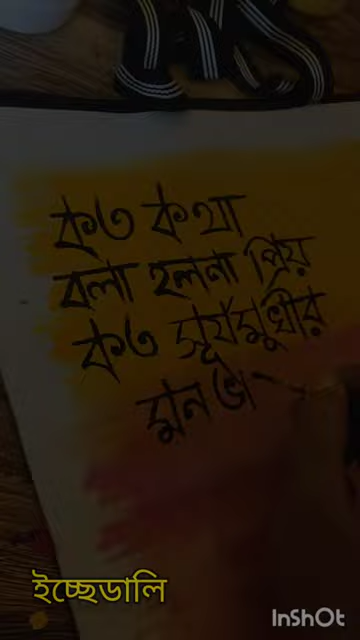 কত কথা
বলা হলনা প্রিয়
কত সূর্যমুখীর
মন ভা
ইচ্ছেডালি
InShOt